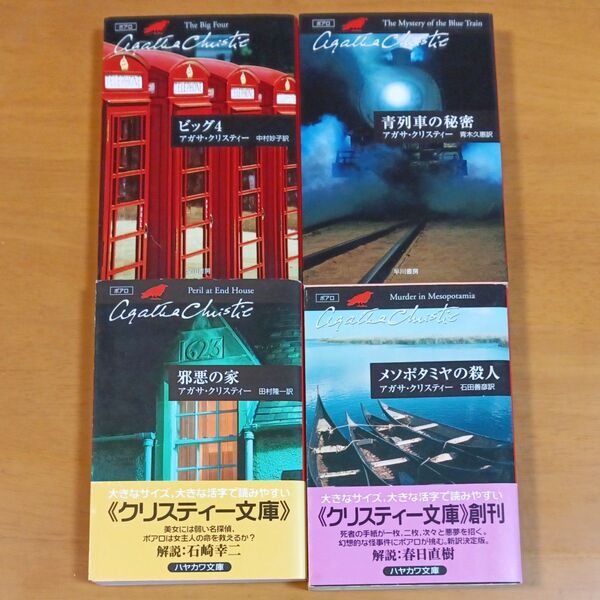 ポアロ
The Big Four
Agatha Christie
ビッグ4
アガサ・クリスティー 中村妙子訳
早川書房
ポアロ
The Mystery of the Blue Train
Agatha Christie
青列車の秘密
アガサ・クリスティー 青木久惠訳
早川書房
ポアロ
Peril at End House
Agatha Christie
1623
邪悪の家
アガサ・クリスティー 田村隆一訳
大きなサイズ、大きな活字で読みやすい
《クリスティー文庫》
美女には弱い名探偵、
ポアロは女主人の命を救えるか?
解説:石崎幸二
ハヤカワ文庫
ポアロ
Murder in Mesopotamia
Agatha Christie
メソポタミヤの殺人
アガサ・クリスティー 石田善彦訳
大きなサイズ、大きな活字で読みやすい
《クリスティー文庫》創刊
死者の手紙が一枚、二枚、次々と悪夢を招く。
幻想的な怪事件にポアロが挑む。新訳決定版。
解説:春日直樹
ハヤカワ文庫